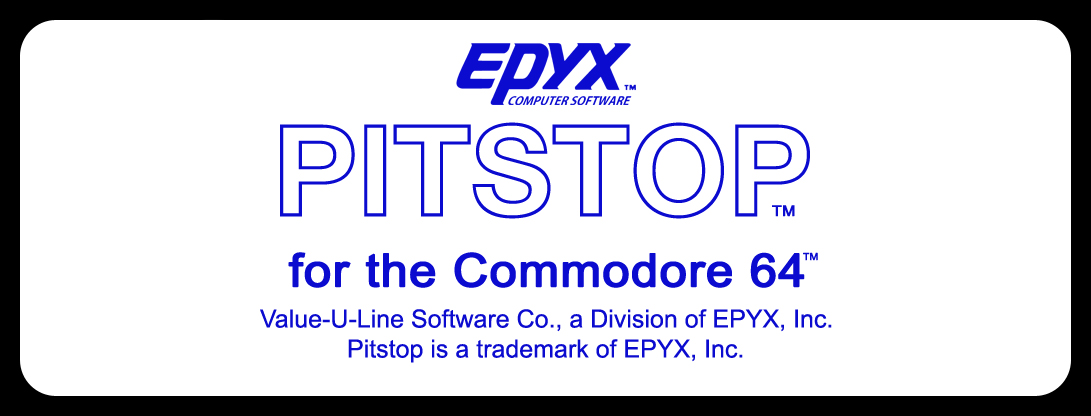 EPYX™
COMPUTER SOFTWARE
PITSTOP™
for the Commodore 64™
Value-U-Line Software Co., a Division of EPYX, Inc.
Pitstop is a trademark of EPYX, Inc.